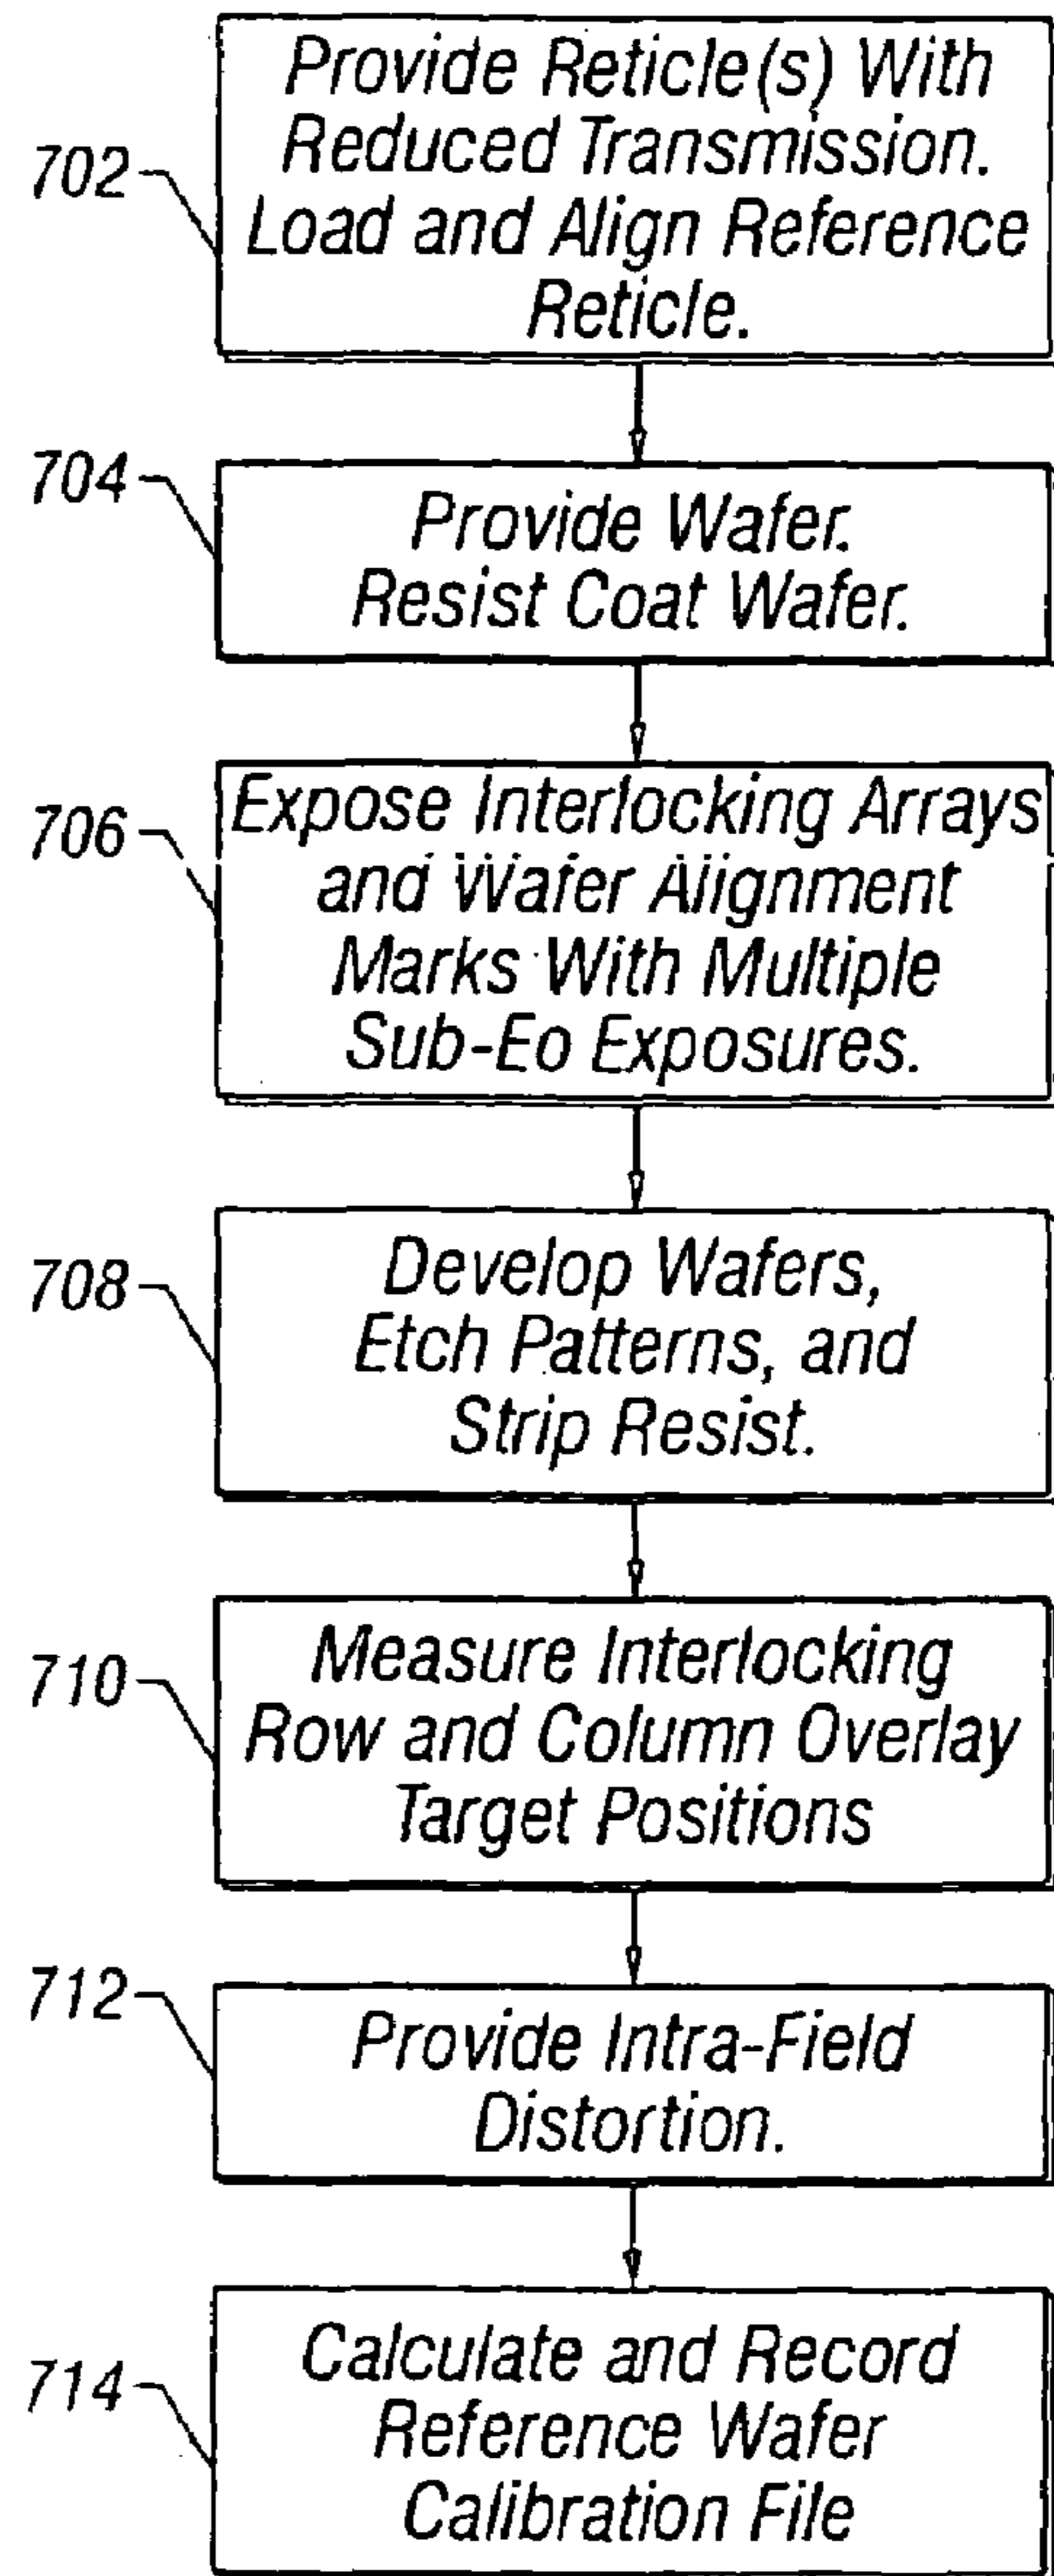 702
Provide Reticle(s) With
Reduced Transmission.
Load and Align Reference
Reticle.
704
Provide Wafer.
Resist Coat Wafer.
706
Expose Interlocking Arrays
and Wafer Alignment
Marks With Multiple
Sub-Eo Exposures.
708
Develop Wafers,
Etch Patterns, and
Strip Resist.
710
Measure Interlocking
Row and Column Overlay
Target Positions
712
Provide Intra-Field
Distortion.
714
Calculate and Record
Reference Wafer
Calibration File